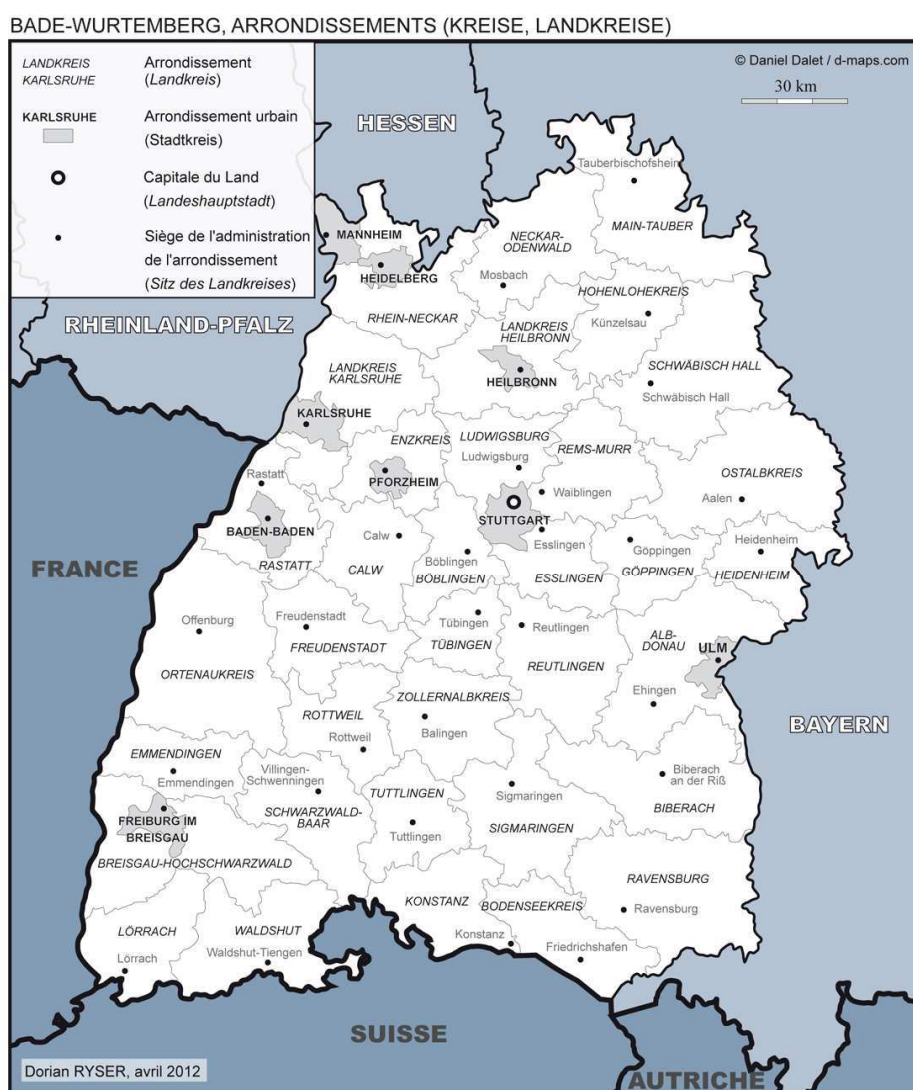 BADE-WURTEMBERG, ARRONDISSEMENTS (KREISE, LANDKREISE)
LANDKREIS
KARLSRUHE
Arrondissement
(Landkreis)
KARLSRUHE
Arrondissement urbain
(Stadtkreis)
Capitale du Land
(Landeshauptstadt)
Siège de l'administration
de l'arrondissement
(Sitz des Landkreises)
© Daniel Dalet / d-maps.com
30 km
HESSEN
Tauberbischofsheim
MAIN-TAUBER
MANNHEIM
NECKAR-
ODENWALD
HEIDELBERG
Mosbach
HOHENLOHEKREIS
Künzelsau
RHEINLAND-PFALZ
RHEIN-NECKAR
LANDKREIS
HEILBRONN
HEILBRONN
SCHWÄBISCH HALL
Schwäbisch Hall
LANDKREIS
KARLSRUHE
KARLSRUHE
ENZKREIS
LUDWIGSBURG
Ludwigsburg
REMS-MURR
Rastatt
PFORZHEIM
OSTALBKREIS
Waiblingen
Aalen
STUTTGART
BADEN-BADEN
Calw
Esslingen
Göppingen
Heidenheim
RASTATT
CALW
Böblingen
BÖBLINGEN
ESSLINGEN
GÖPPINGEN
HEIDENHEIM
FRANCE
Offenburg
Freudenstadt
Tübingen
Reutlingen
FREUDENSTADT
TÜBINGEN
ALB-
DONAU
ULM
ORTENAUKREIS
REUTLINGEN
Ehingen
ROTTWEIL
Rottweil
ZOLLERNALBKREIS
Balingen
BAYERN
EMMENDINGEN
Emmendingen
Villingen-
Schwenningen
SCHWARZWALD-
BAAR
TUTTLINGEN
Tuttlingen
Sigmaringen
SIGMARINGEN
Biberach
an der Riß
BIBERACH
FREIBURG IM
BREISGAU
BREISGAU-HOCHSCHWARZWALD
RAVENSBURG
Ravensburg
KONSTANZ
BODENSEEKREIS
LÖRRACH
Lörrach
WALDSHUT
Waldshut-Tiengen
Konstanz
Friedrichshafen
SUISSE
AUTRICHE
Dorian RYSER, avril 2012